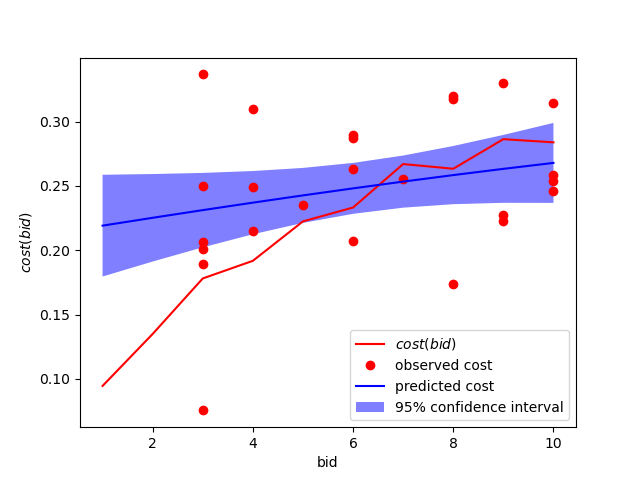 cost(bid)
0.30
0.25
0.20
0.15
0.10
2
4
6
8
10
bid
cost(bid)
observed cost
predicted cost
95% confidence interval